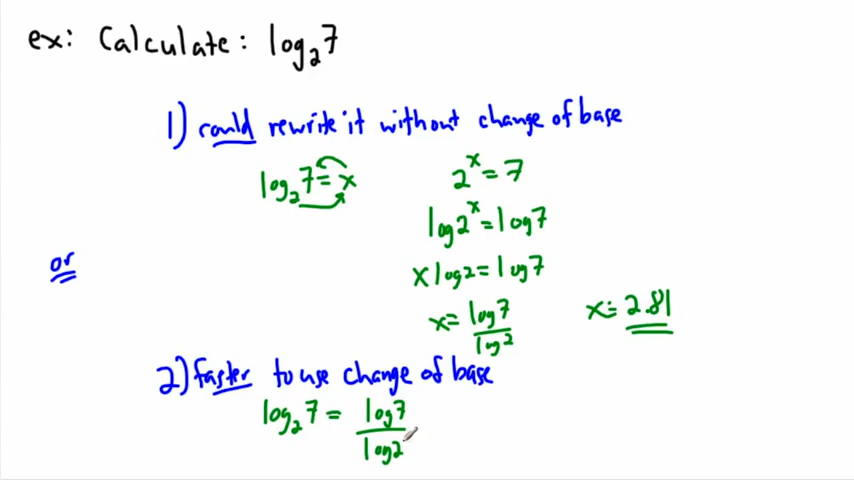 ex: Calculate: log₂7
1) could rewrite it without change of base
log₂7 = x
2ˣ = 7
log2ˣ = log7
or
x log2 = log7
x = log7/log2
x = 2.81
2) faster to use change of base
log₂7 = log7/log2